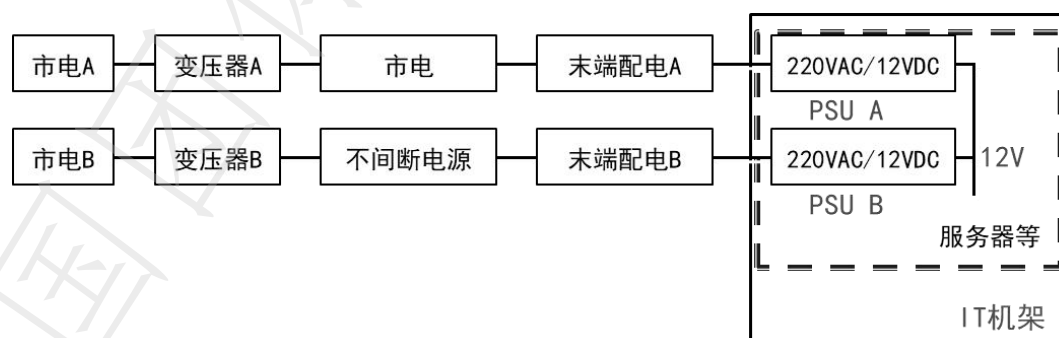 市电A 变压器A 市电 末端配电A 220VAC/12VDC
PSU A
市电B 变压器B 不间断电源 末端配电B 220VAC/12VDC 12V
PSU B
服务器等
IT机架